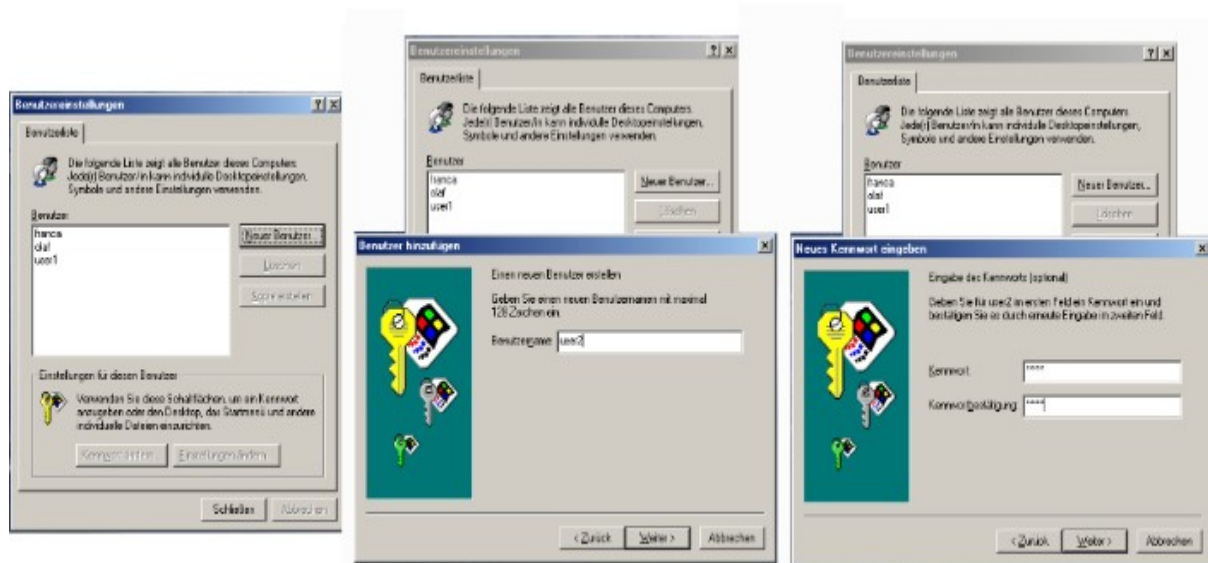 Benutzereinstellungen
Benutzerliste
Die folgende Liste zeigt alle Benutzer dieses Computers.
Jede(r) Benutzer/in kann individulle Desktopeinstellungen,
Symbole und andere Einstellungen verwenden.
Benutzer
franca
olaf
user1
Neuer Benutzer...
Löschen
Kopie erstellen
Einstellungen für diesen Benutzer
Verwenden Sie diese Schaltflächen, um ein Kennwort
anzugeben oder den Desktop, das Startmenü und andere
individuelle Dateien einzurichten.
Kennwort ändern...
Einstellungen ändern...
Schließen
Abbrechen
Benutzereinstellungen
Benutzerliste
Die folgende Liste zeigt alle Benutzer dieses Computers.
Jede(r) Benutzer/in kann individulle Desktopeinstellungen,
Symbole und andere Einstellungen verwenden.
Benutzer
franca
olaf
user1
Neuer Benutzer...
Löschen
Benutzer hinzufügen
Einen neuen Benutzer erstellen
Geben Sie einen neuen Benutzernamen mit maximal
128 Zeichen ein.
Benutzername: user2
< Zurück
Weiter >
Abbrechen
Benutzereinstellungen
Benutzerliste
Die folgende Liste zeigt alle Benutzer dieses Computers.
Jede(r) Benutzer/in kann individulle Desktopeinstellungen,
Symbole und andere Einstellungen verwenden.
Benutzer
franca
olaf
user1
Neuer Benutzer...
Löschen
Neues Kennwort eingeben
Eingabe des Kennworts (optional)
Geben Sie für user2 im ersten Feld ein Kennwort ein und
bestätigen Sie es durch erneute Eingabe im zweiten Feld.
Kennwort: ****
Kennwortbestätigung: ****
< Zurück
Weiter >
Abbrechen